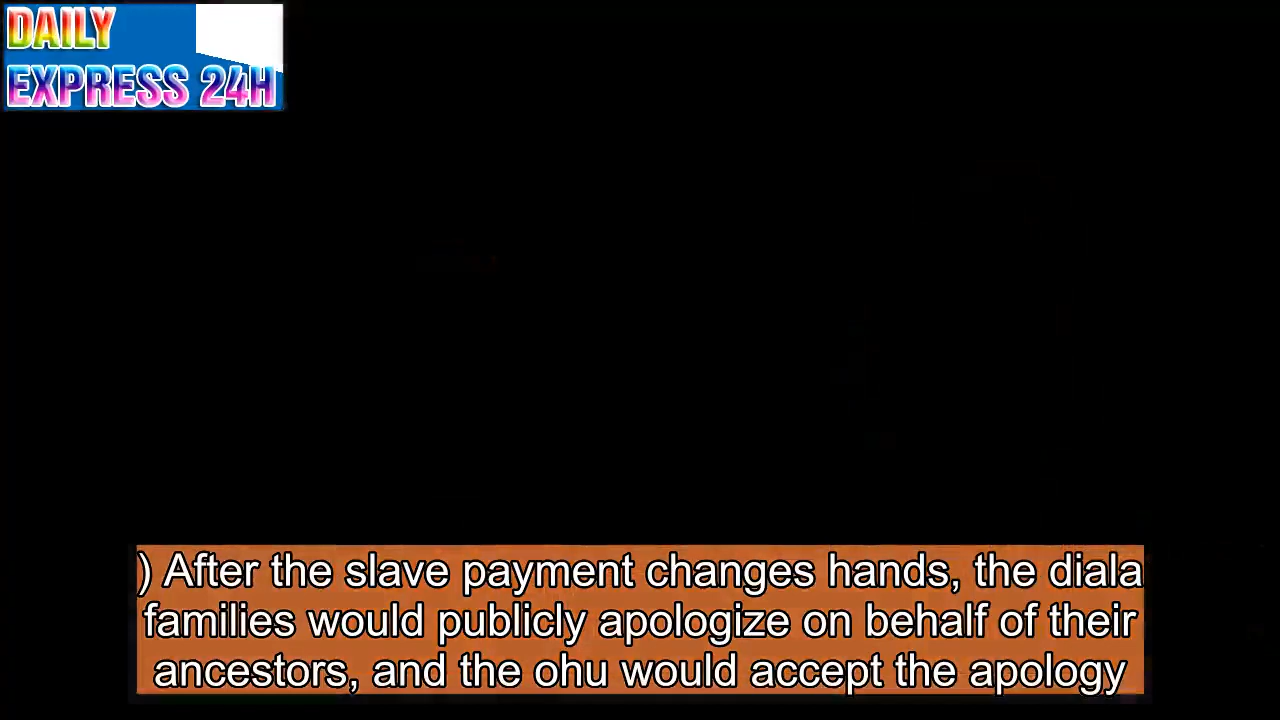 DAILY
EXPRESS 24H
) After the slave payment changes hands, the diala
families would publicly apologize on behalf of their
ancestors, and the ohu would accept the apology